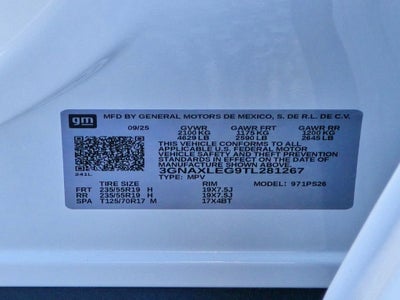 gm
MFD BY GENERAL MOTORS DE MEXICO, S. DE R.L. DE C.V.
09/25 GVWR GAWR FRT GAWR RR
2100 KG 1175 KG 1200 KG
4629 LB 2590 LB 2645 LB
THIS VEHICLE CONFORMS TO ALL
APPLICABLE U.S. FEDERAL MOTOR
VEHICLE SAFETY AND THEFT PREVENTION
STANDARDS IN EFFECT ON THE DATE OF
MANUFACTURE SHOWN ABOVE.
3GNAXLEG9TL281267
241L TYPE: MPV
TIRE SIZE RIM MODEL: 971PS26
FRT 235/55R19 H 19X7.5J
RR 235/55R19 H 19X7.5J
SPA T125/70R17 M 17X4BT